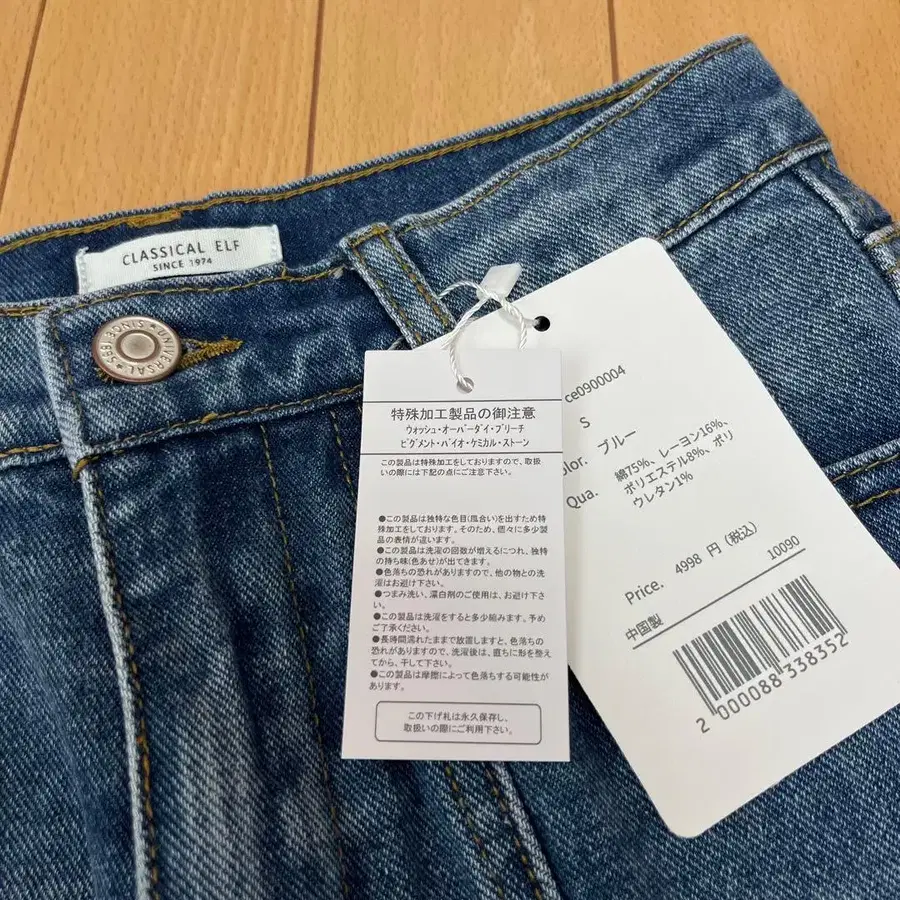 CLASSICAL ELF
SINCE 1974
UNIVERSAL ★ SINCE 1985 ★
特殊加工製品の御注意
ウォッシュ・オーバーダイ・ブリーチ
ピグメント・バイオ・ケミカル・ストーン
この製品は特殊加工をしておりますので、取扱
いの際には下記の点にご注意下さい。
●この製品は独特な色目(風合い)を出すため特
殊加工をしております。そのため、個々に多少製
品の表情が違います。
●この製品は洗濯の回数が増えるにつれ、独特
の持ち味(色あせ)が出てきます。
●色落ちの恐れがありますので、他の物との洗
濯はお避け下さい。
●つまみ洗い、漂白剤のご使用は、お避け下さ
い。
●この製品は洗濯をすると多少縮みます。予め
ご了承ください。
●長時間濡れたままで放置しますと、色落ちの
恐れがありますので、洗濯後は、直ちに形を整え
てから、干して下さい。
●この製品は摩擦によって色落ちする可能性が
あります。
この下げ札は永久保存し、
取扱いの際にご利用下さい。
ce0900004
S
olor. ブルー
Qua. 綿75%、レーヨン16%、
ポリエステル8%、ポリ
ウレタン1%
Price. 4998 円（税込）
中国製 10090
2 000088 338352